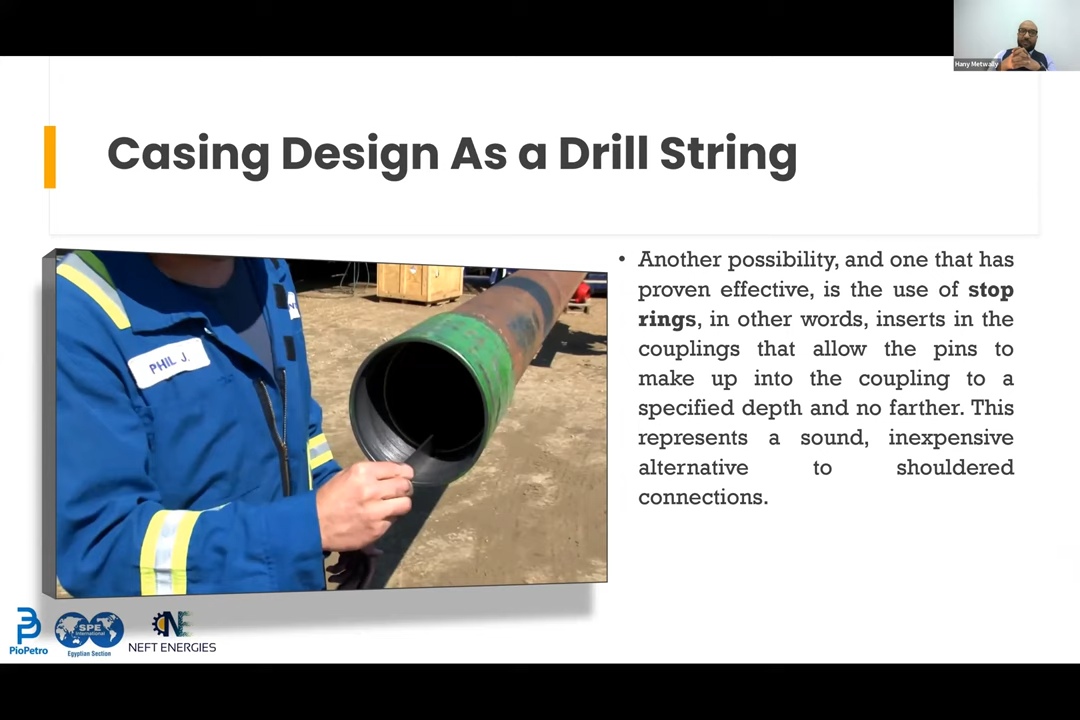 Hany Metwally
Casing Design As a Drill String
• Another possibility, and one that has
proven effective, is the use of stop
rings, in other words, inserts in the
couplings that allow the pins to
make up into the coupling to a
specified depth and no farther. This
represents a sound, inexpensive
alternative to shouldered
connections.
PHIL J.
PioPetro
SPE
International
Egyptian Section
NE
NEFT ENERGIES